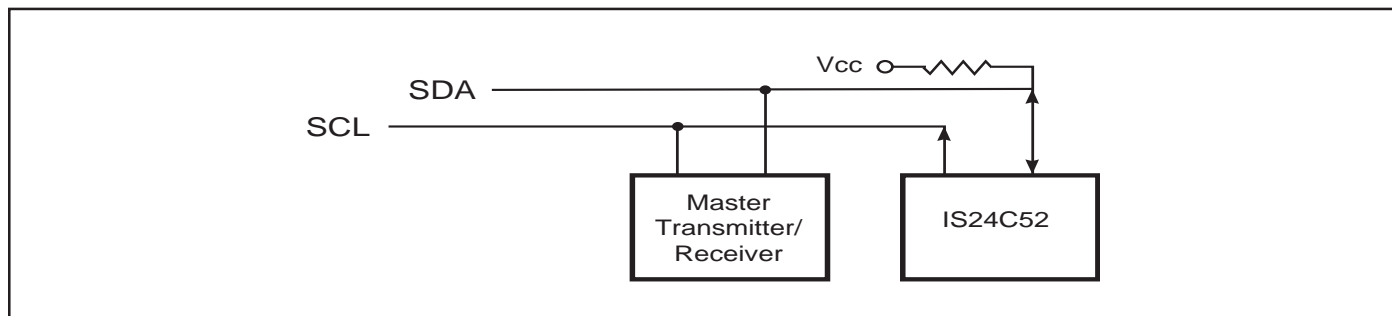 Vcc
SDA
SCL
Master
Transmitter/
Receiver
IS24C52